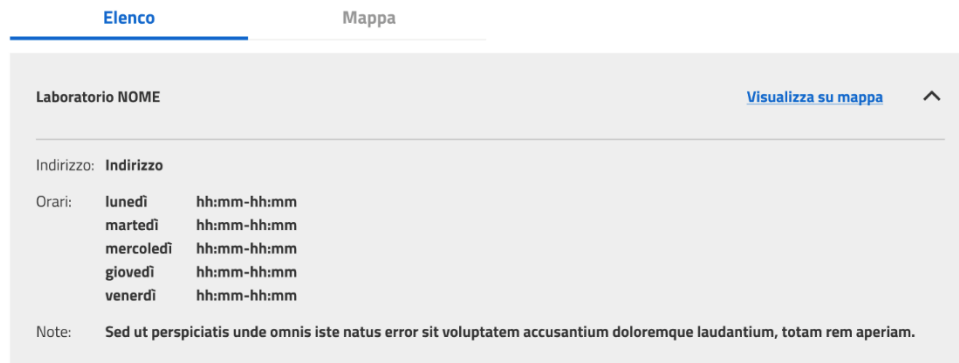 Elenco Mappa
Laboratorio NOME Visualizza su mappa
Indirizzo: Indirizzo
Orari: lunedì hh:mm-hh:mm
martedì hh:mm-hh:mm
mercoledì hh:mm-hh:mm
giovedì hh:mm-hh:mm
venerdì hh:mm-hh:mm
Note: Sed ut perspiciatis unde omnis iste natus error sit voluptatem accusantium doloremque laudantium, totam rem aperiam.